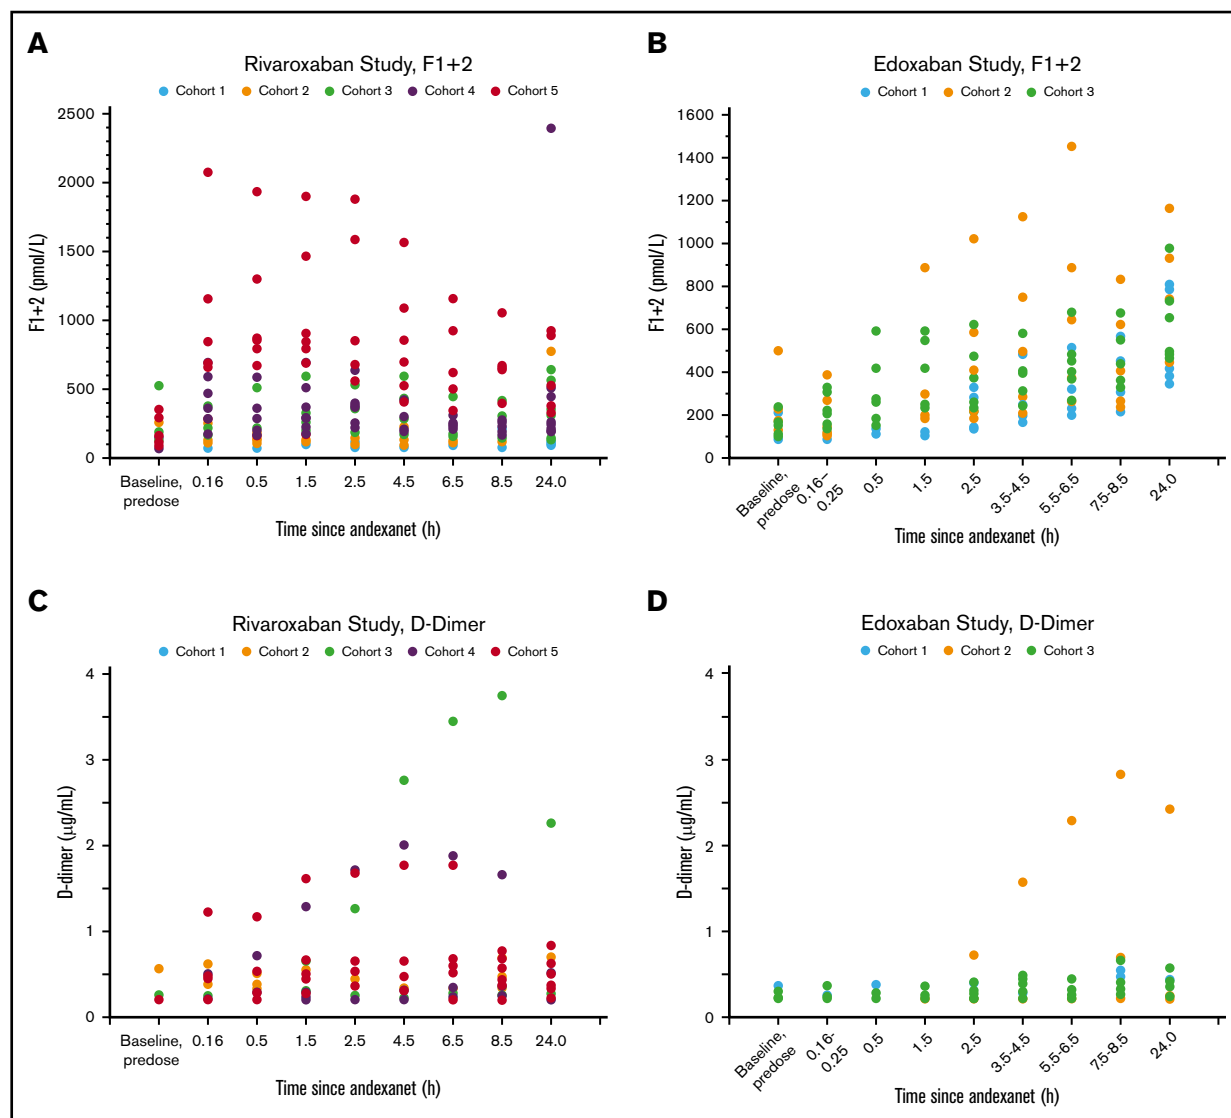 A
Rivaroxaban Study, F1+2
Cohort 1 Cohort 2 Cohort 3 Cohort 4 Cohort 5
F1+2 (pmol/L)
2500
2000
1500
1000
500
0
Baseline, predose 0.16 0.5 1.5 2.5 4.5 6.5 8.5 24.0
Time since andexanet (h)
B
Edoxaban Study, F1+2
Cohort 1 Cohort 2 Cohort 3
F1+2 (pmol/L)
1600
1400
1200
1000
800
600
400
200
0
Baseline, predose 0.16–0.25 0.5 1.5 2.5 3.5-4.5 5.5-6.5 7.5-8.5 24.0
Time since andexanet (h)
C
Rivaroxaban Study, D-Dimer
Cohort 1 Cohort 2 Cohort 3 Cohort 4 Cohort 5
D-dimer (μg/mL)
4
3
2
1
0
Baseline, predose 0.16 0.5 1.5 2.5 4.5 6.5 8.5 24.0
Time since andexanet (h)
D
Edoxaban Study, D-Dimer
Cohort 1 Cohort 2 Cohort 3
D-dimer (μg/mL)
4
3
2
1
0
Baseline, predose 0.16-0.25 0.5 1.5 2.5 3.5-4.5 5.5-6.5 7.5-8.5 24.0
Time since andexanet (h)